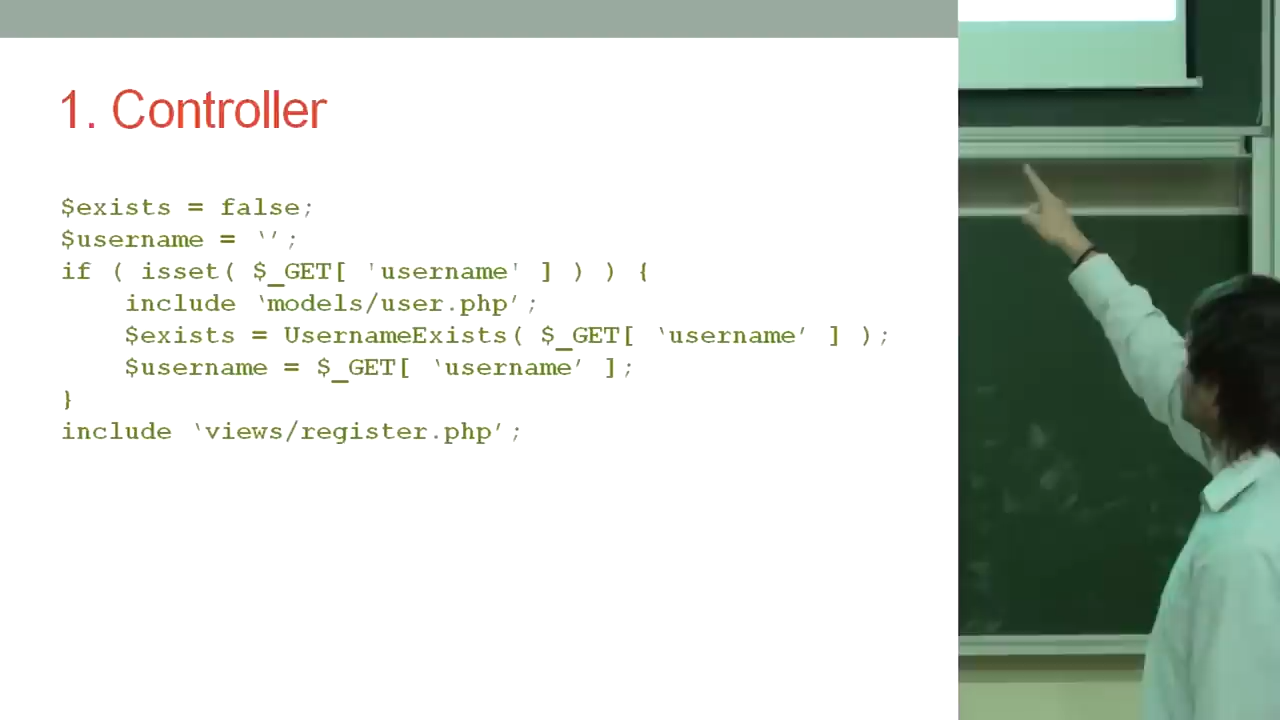 1. Controller
$exists = false;
$username = ‘’;
if ( isset( $_GET[ 'username' ] ) ) {
include ‘models/user.php’;
$exists = UsernameExists( $_GET[ ‘username’ ] );
$username = $_GET[ ‘username’ ];
}
include ‘views/register.php’;